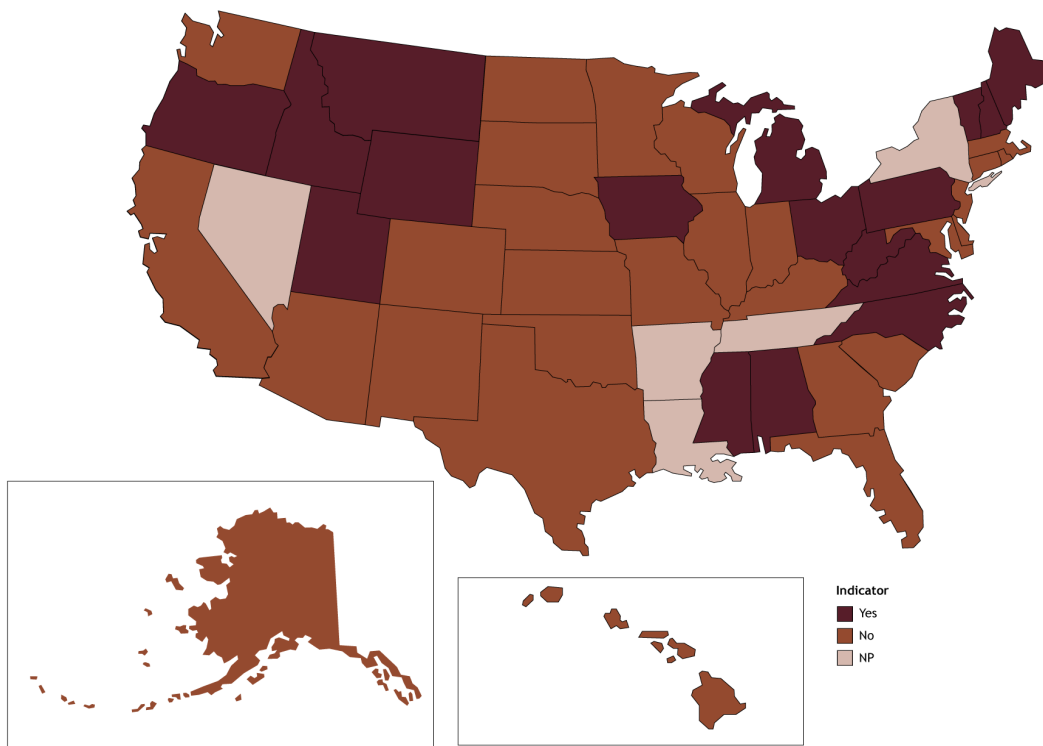 Indicator
Yes
No
NP